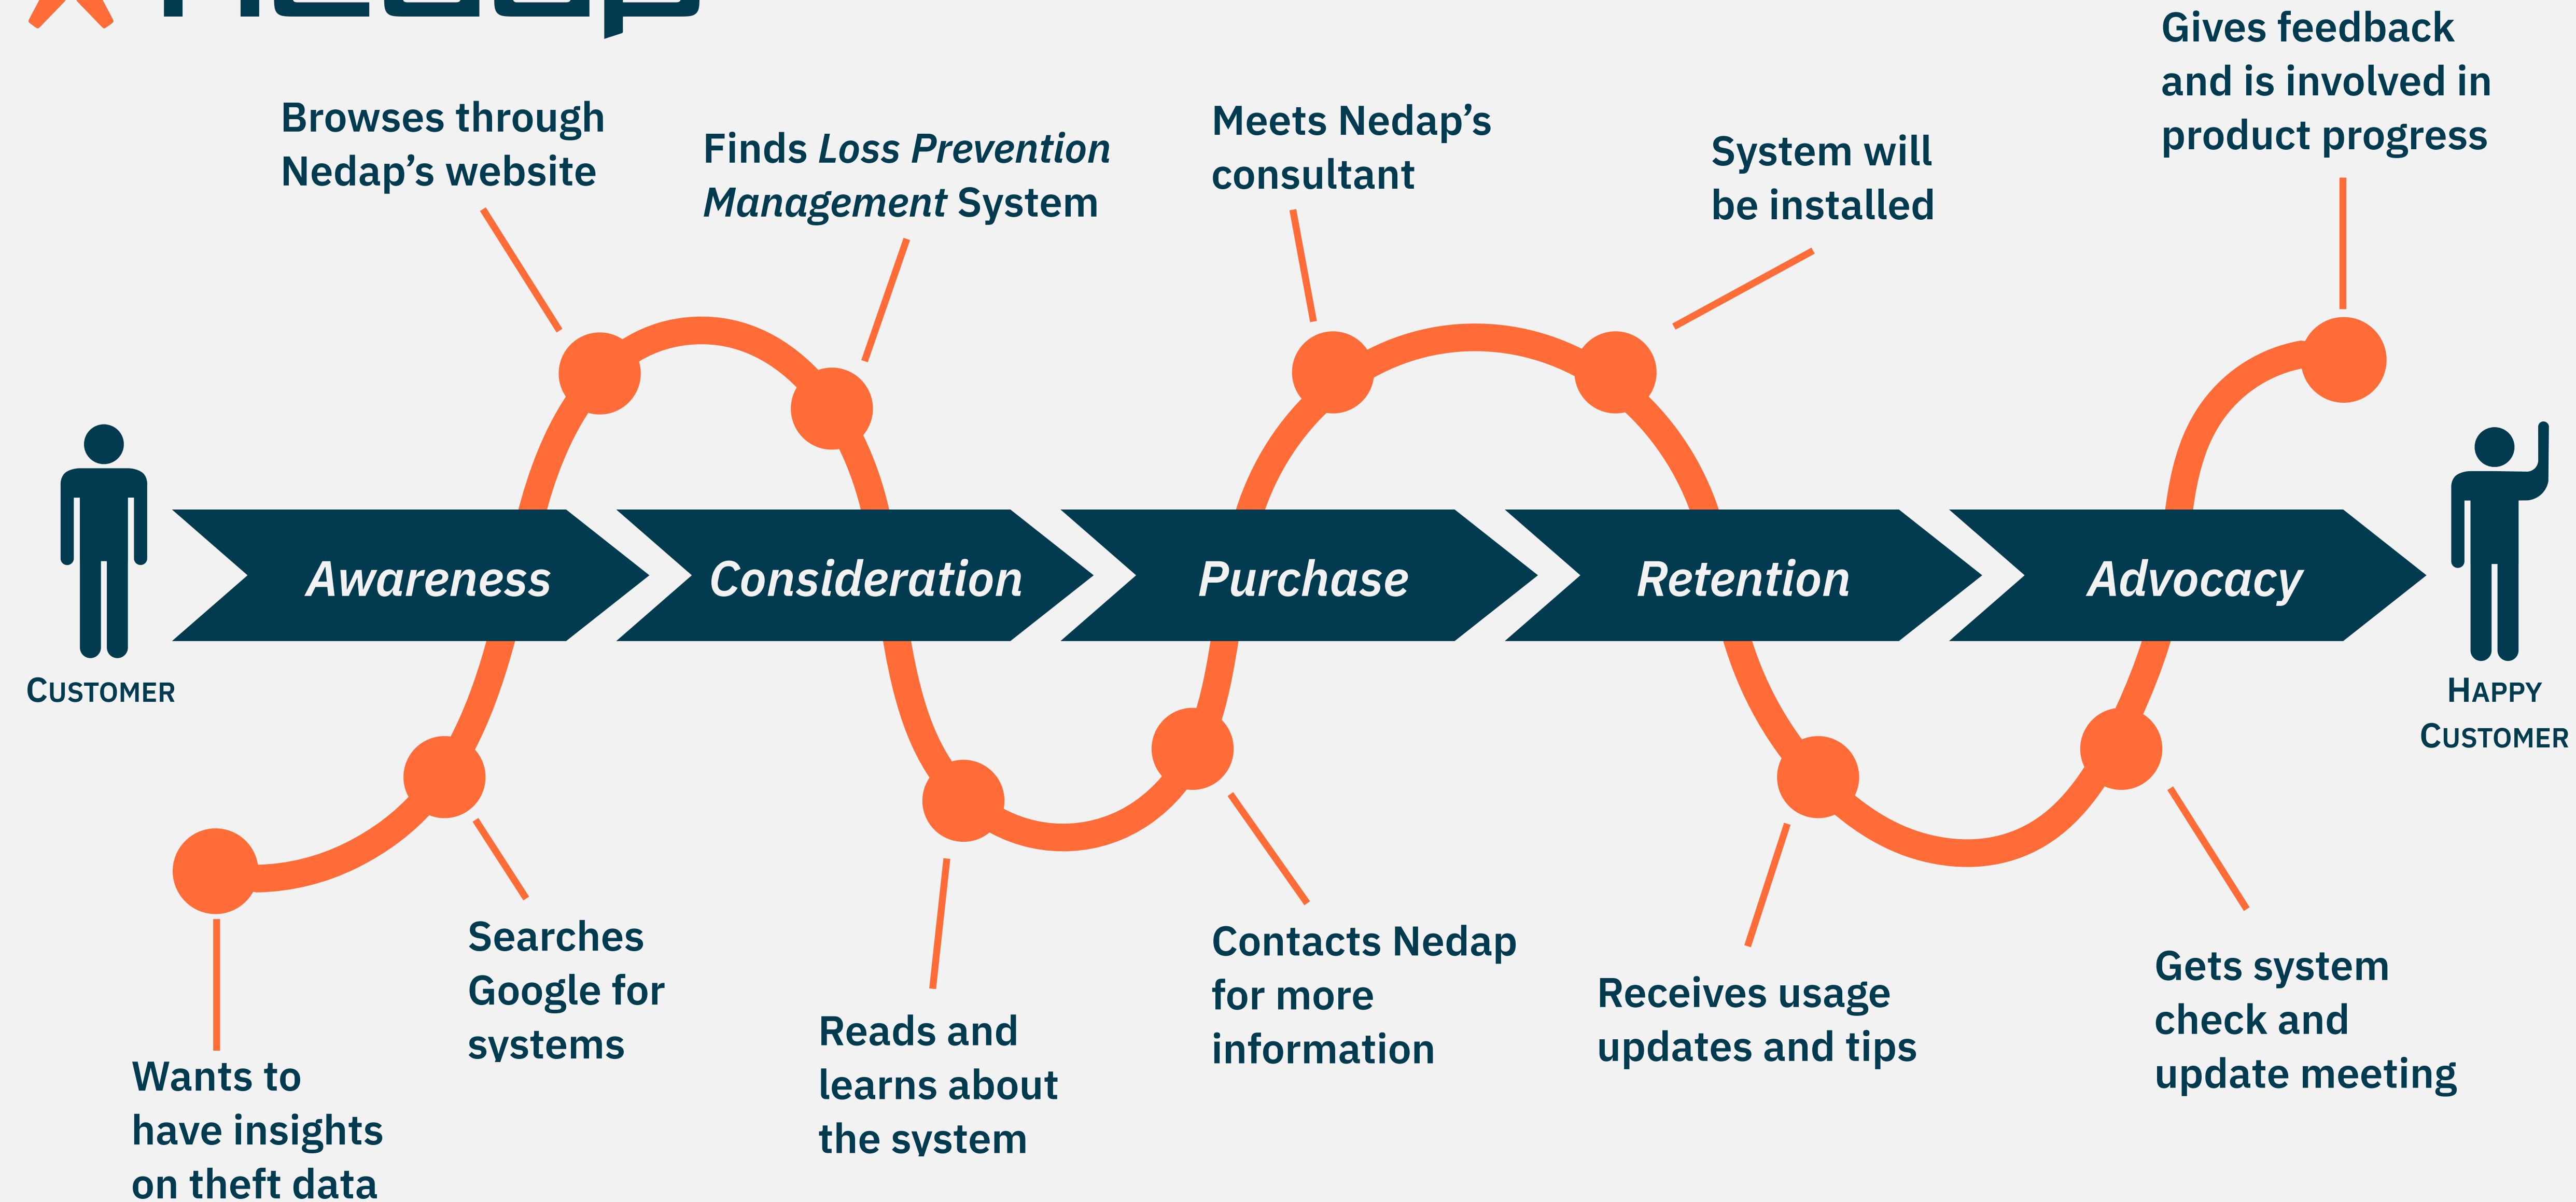 Nedap
Browses through
Nedap’s website
Finds Loss Prevention
Management System
Meets Nedap’s
consultant
System will
be installed
Gives feedback
and is involved in
product progress
Awareness
Consideration
Purchase
Retention
Advocacy
CUSTOMER
HAPPY
CUSTOMER
Wants to
have insights
on theft data
Searches
Google for
systems
Reads and
learns about
the system
Contacts Nedap
for more
information
Receives usage
updates and tips
Gets system
check and
update meeting